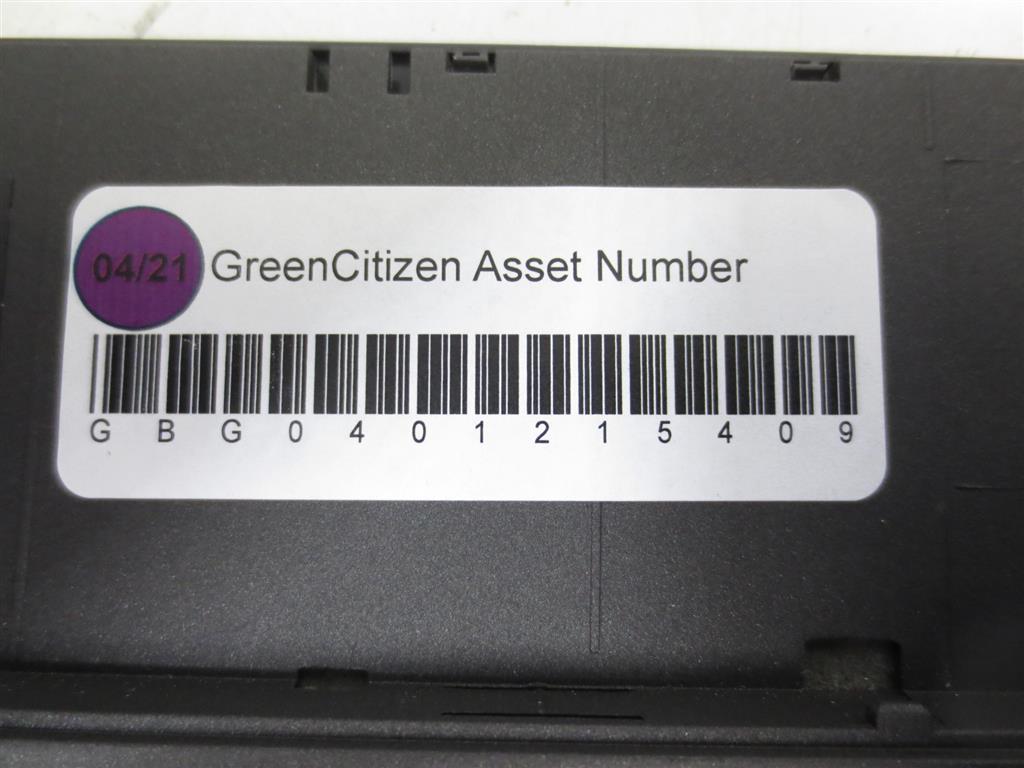 04/21 GreenCitizen Asset Number
G B G 0 4 0 1 2 1 5 4 0 9